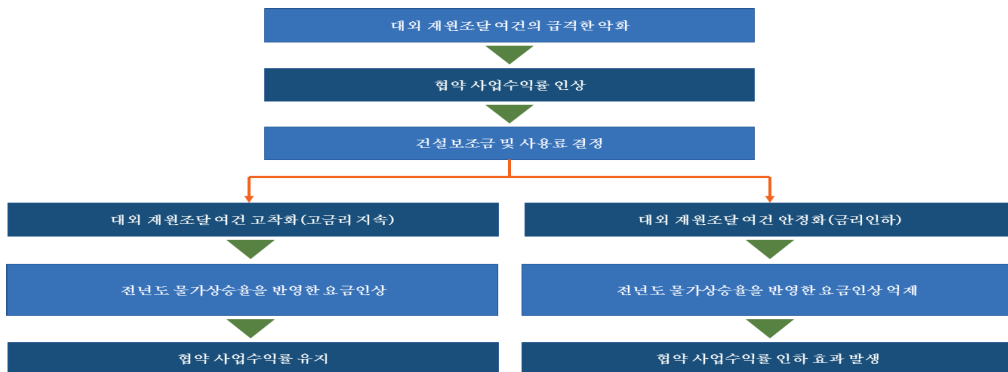 대외 재원조달 여건의 급격한 악화
협약 사업수익률 인상
건설보조금 및 사용료 결정
대외 재원조달 여건 고착화(고금리 지속)
대외 재원조달 여건 안정화(금리인하)
전년도 물가상승율을 반영한 요금인상
전년도 물가상승율을 반영한 요금인상 억제
협약 사업수익률 유지
협약 사업수익률 인하 효과 발생